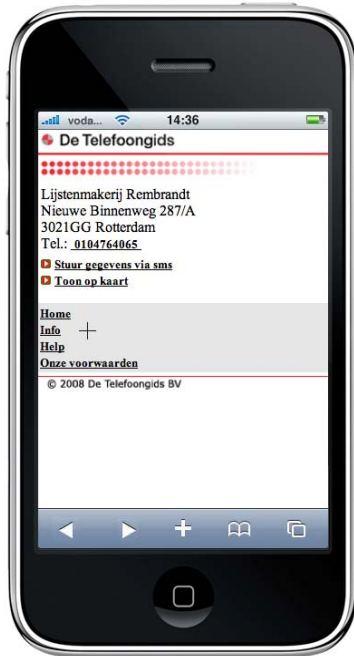 voda... 14:36
De Telefoongids
Lijstenmakerij Rembrandt
Nieuwe Binnenweg 287/A
3021GG Rotterdam
Tel.: 0104764065
Stuur gegevens via sms
Toon op kaart
Home
Info
Help
Onze voorwaarden
© 2008 De Telefoongids BV